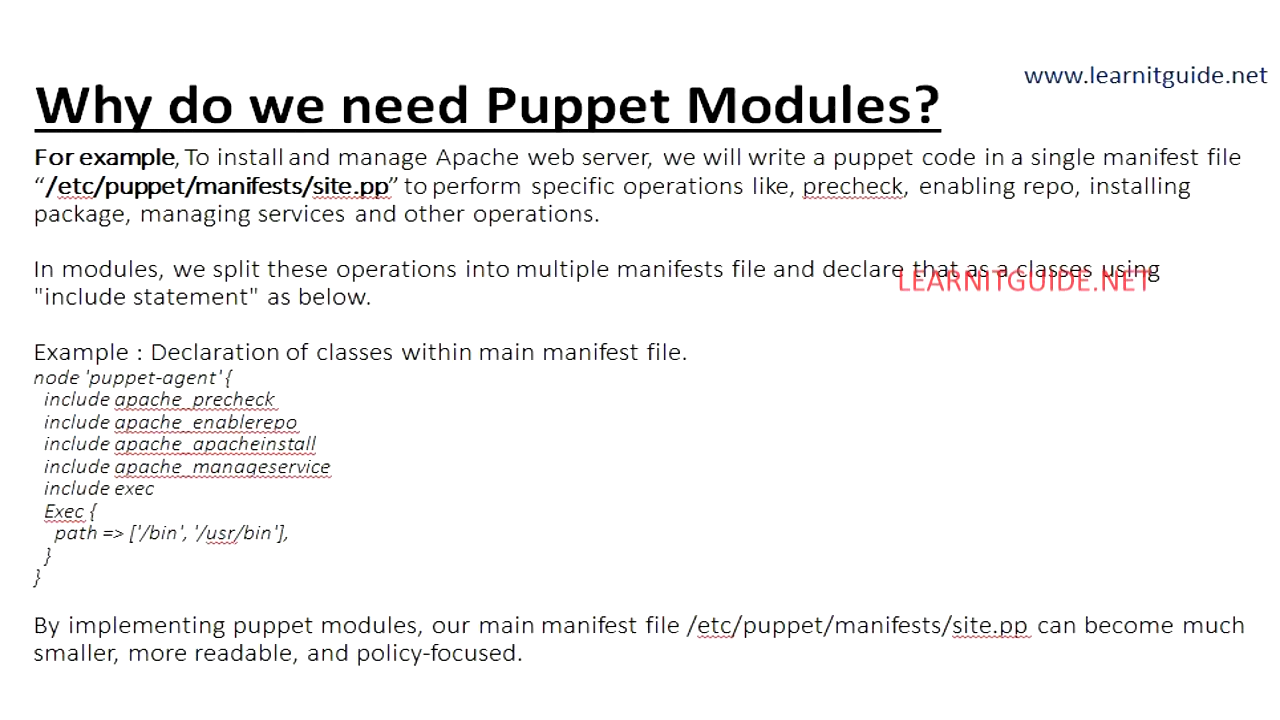 www.learnitguide.net
Why do we need Puppet Modules?
For example, To install and manage Apache web server, we will write a puppet code in a single manifest file
“/etc/puppet/manifests/site.pp” to perform specific operations like, precheck, enabling repo, installing
package, managing services and other operations.
In modules, we split these operations into multiple manifests file and declare that as a classes using
LEARNITGUIDE.NET
"include statement" as below.
Example : Declaration of classes within main manifest file.
node 'puppet-agent' {
include apache_precheck
include apache_enablerepo
include apache_apacheinstall
include apache_manageservice
include exec
Exec {
path => ['/bin', '/usr/bin'],
}
}
By implementing puppet modules, our main manifest file /etc/puppet/manifests/site.pp can become much
smaller, more readable, and policy-focused.